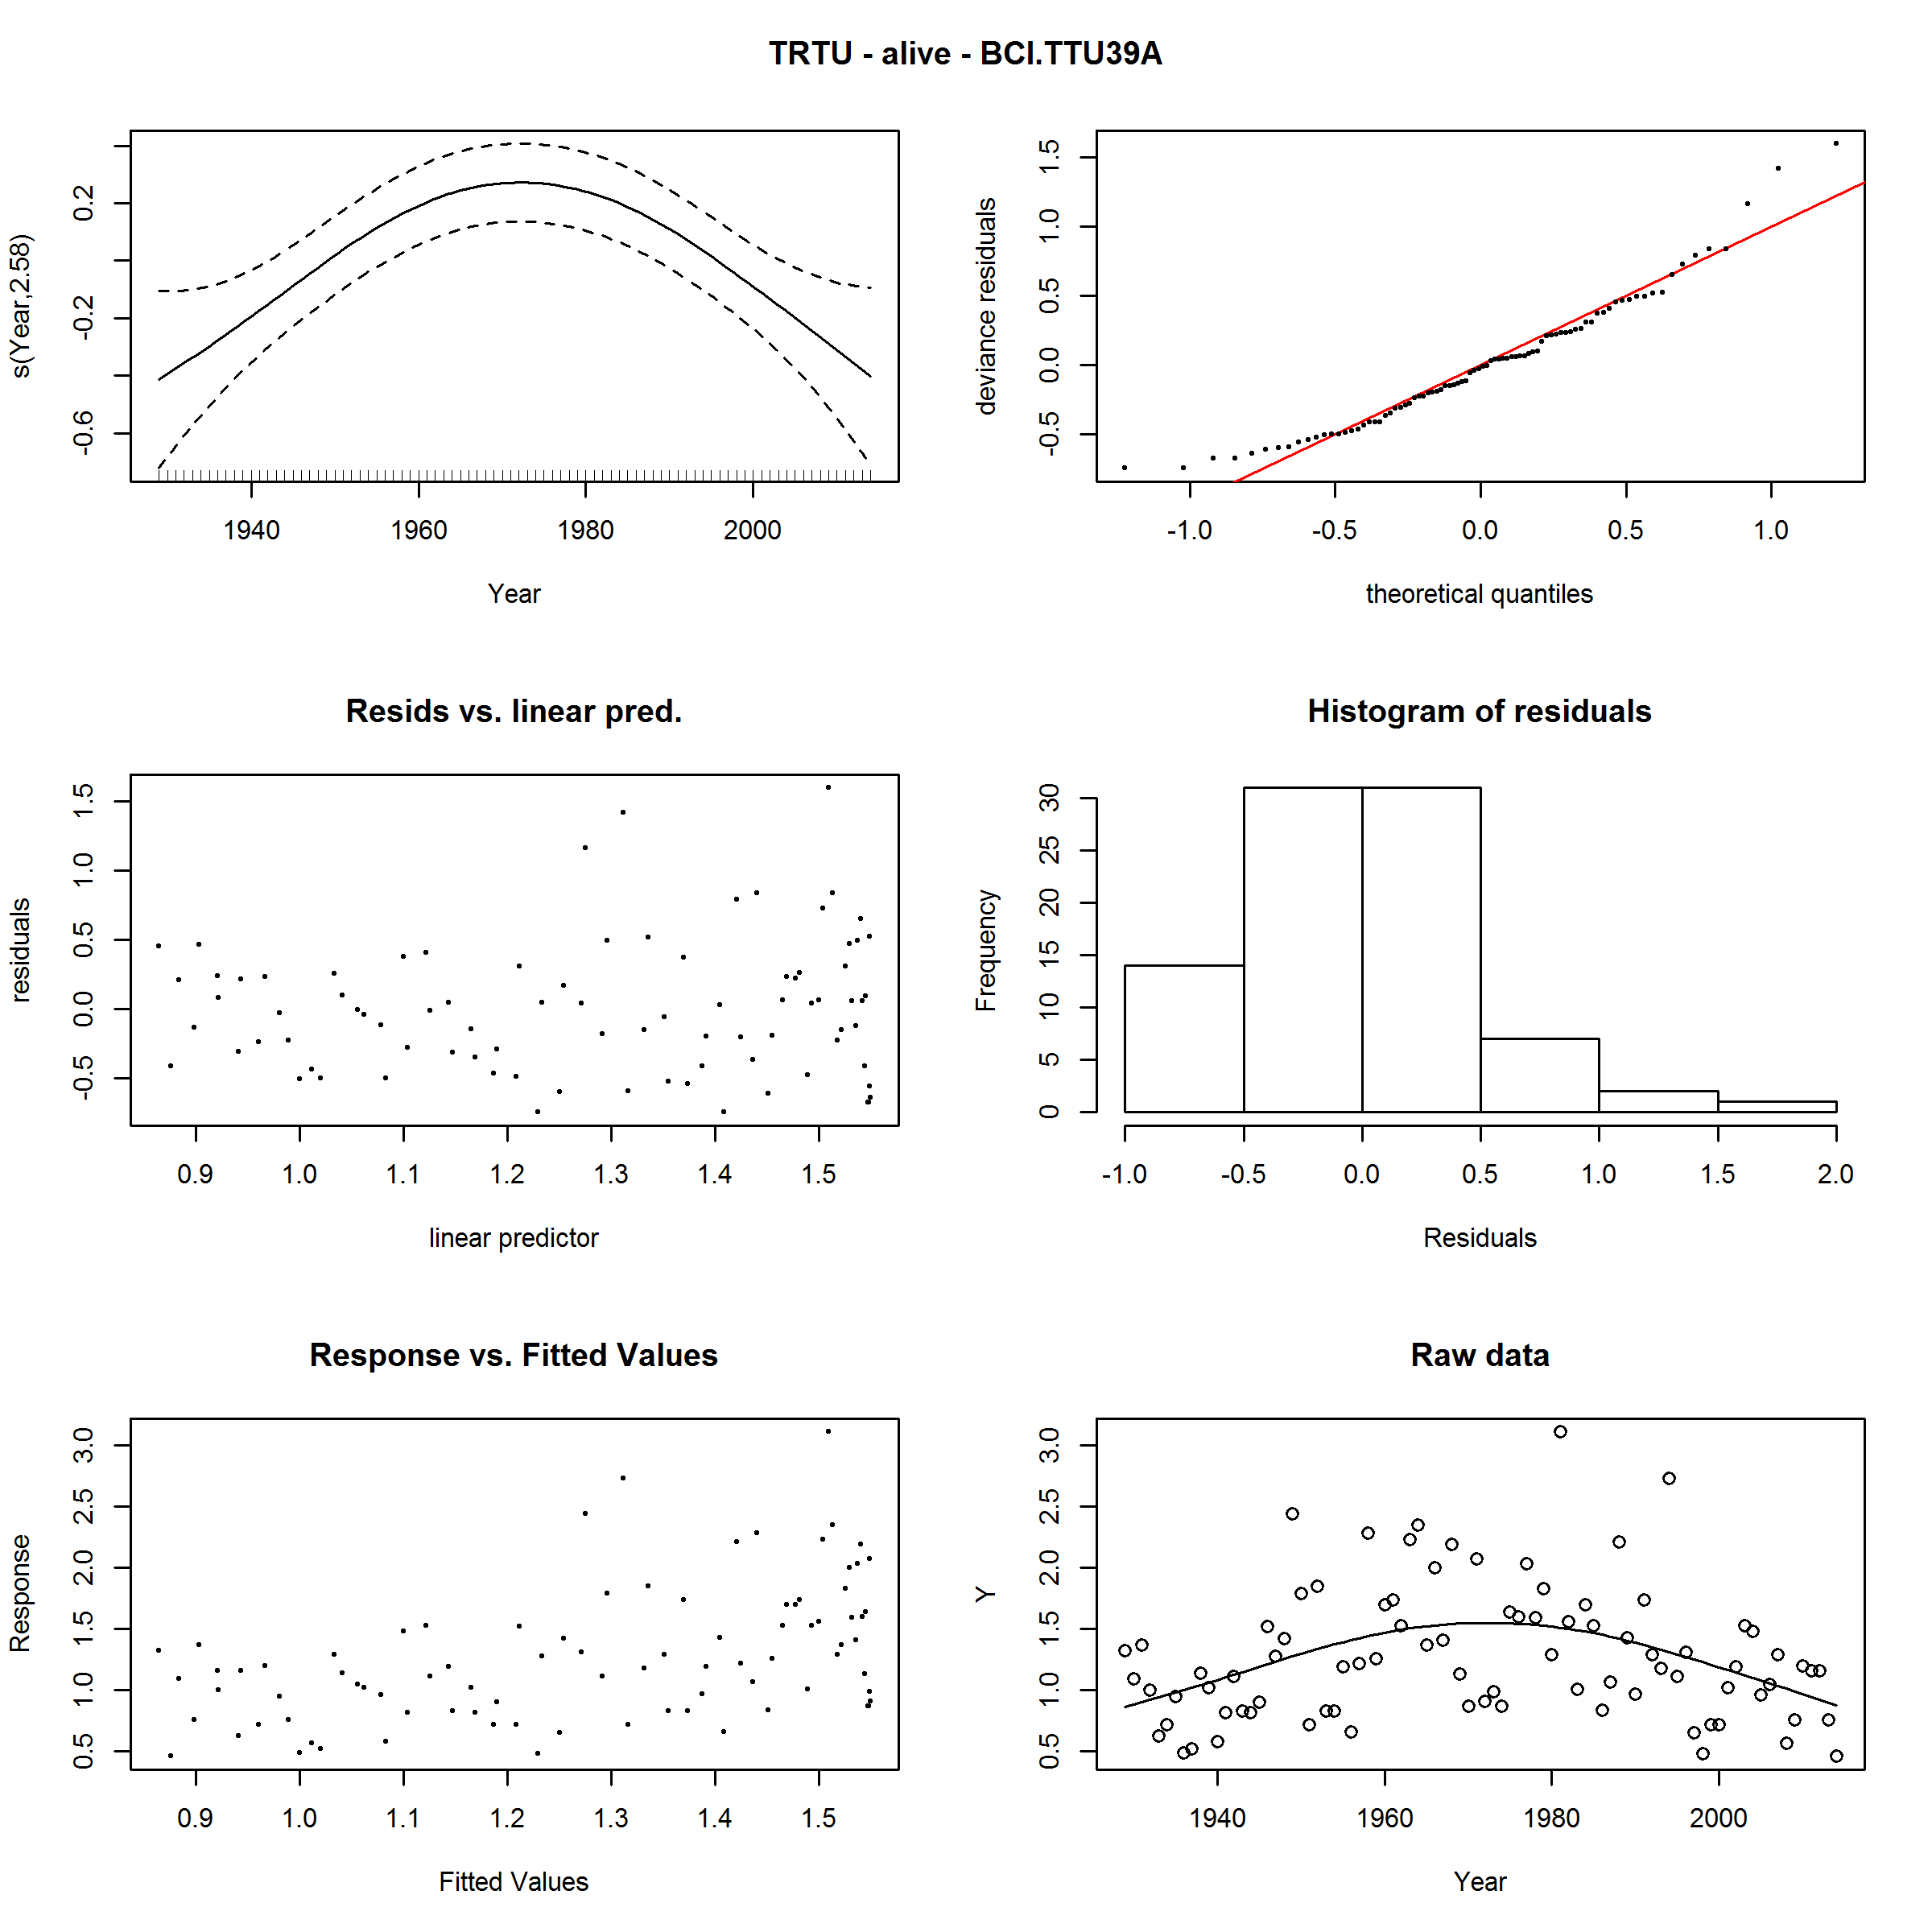 TRTU - alive - BCI.TTU39A
s(Year,2.58)
0.2
-0.2
-0.6
1940 1960 1980 2000
Year
deviance residuals
1.5
1.0
0.5
0.0
-0.5
-1.0 -0.5 0.0 0.5 1.0
theoretical quantiles
Resids vs. linear pred.
residuals
1.5
1.0
0.5
0.0
-0.5
0.9 1.0 1.1 1.2 1.3 1.4 1.5
linear predictor
Histogram of residuals
Frequency
30
25
20
15
10
5
0
-1.0 -0.5 0.0 0.5 1.0 1.5 2.0
Residuals
Response vs. Fitted Values
Response
3.0
2.5
2.0
1.5
1.0
0.5
0.9 1.0 1.1 1.2 1.3 1.4 1.5
Fitted Values
Raw data
Y
3.0
2.5
2.0
1.5
1.0
0.5
1940 1960 1980 2000
Year